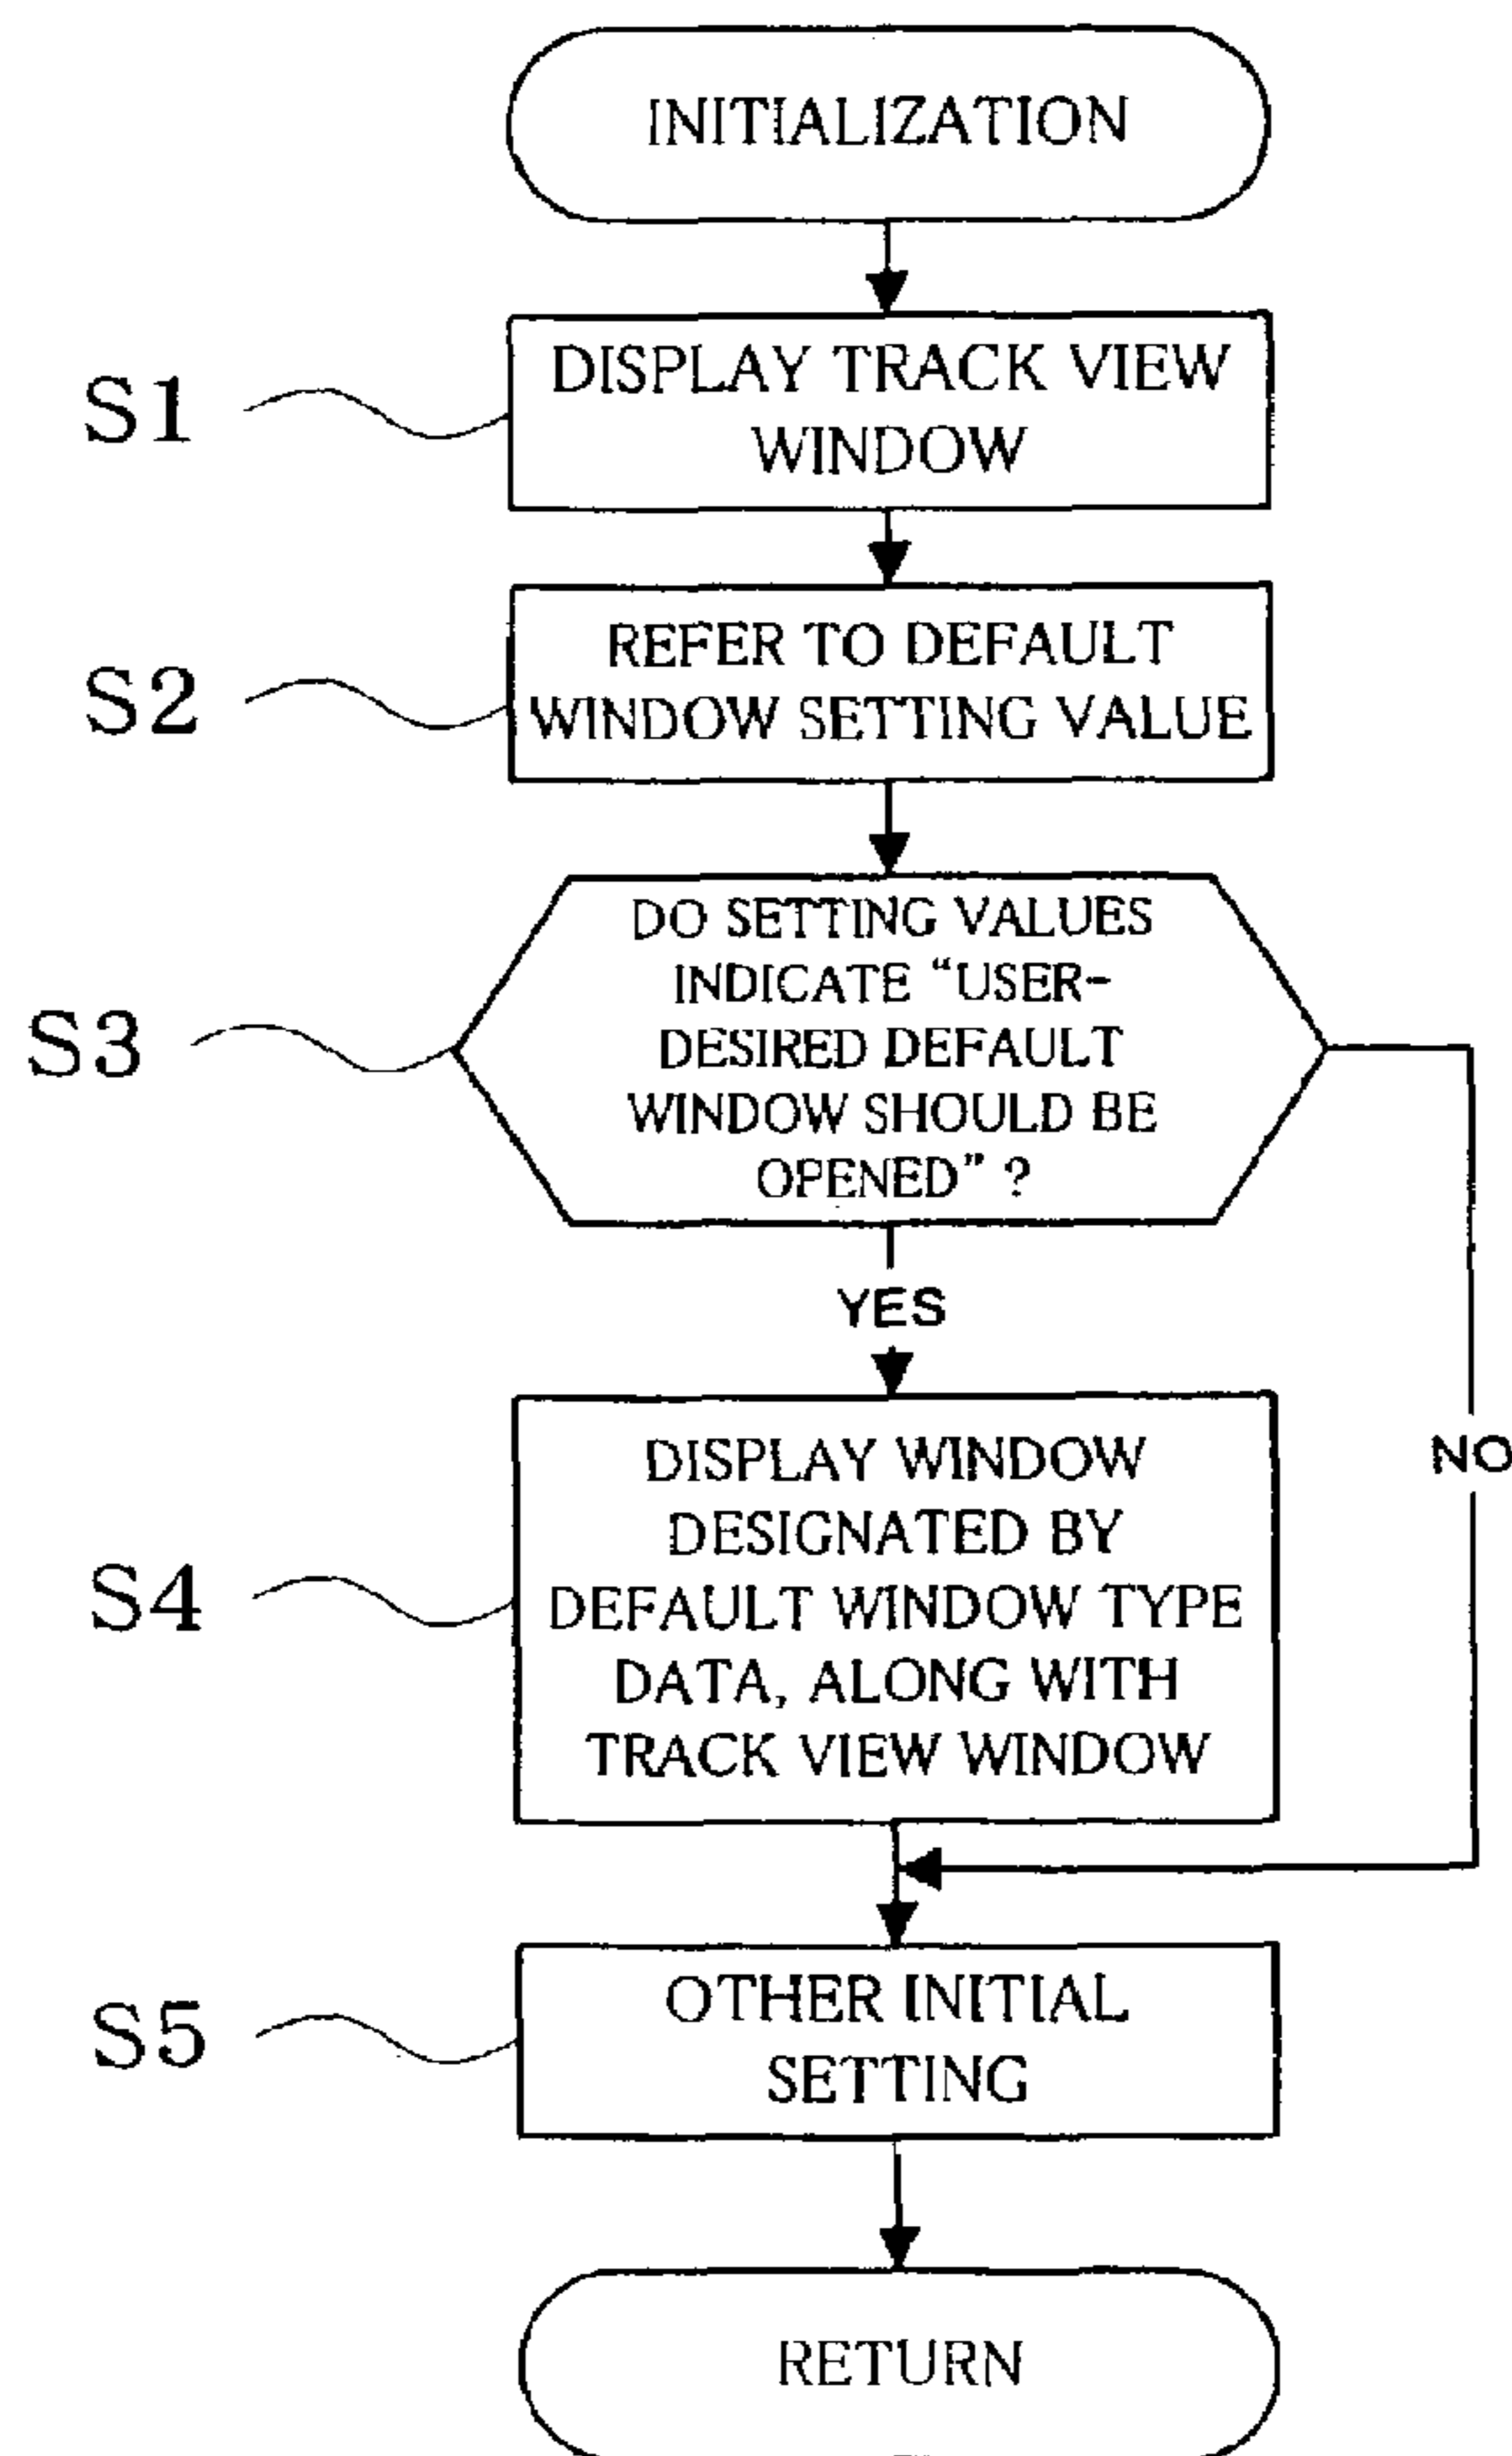 INITIALIZATION
S1
DISPLAY TRACK VIEW
WINDOW
S2
REFER TO DEFAULT
WINDOW SETTING VALUE
S3
DO SETTING VALUES
INDICATE “USER-
DESIRED DEFAULT
WINDOW SHOULD BE
OPENED” ?
YES
NO
S4
DISPLAY WINDOW
DESIGNATED BY
DEFAULT WINDOW TYPE
DATA, ALONG WITH
TRACK VIEW WINDOW
S5
OTHER INITIAL
SETTING
RETURN